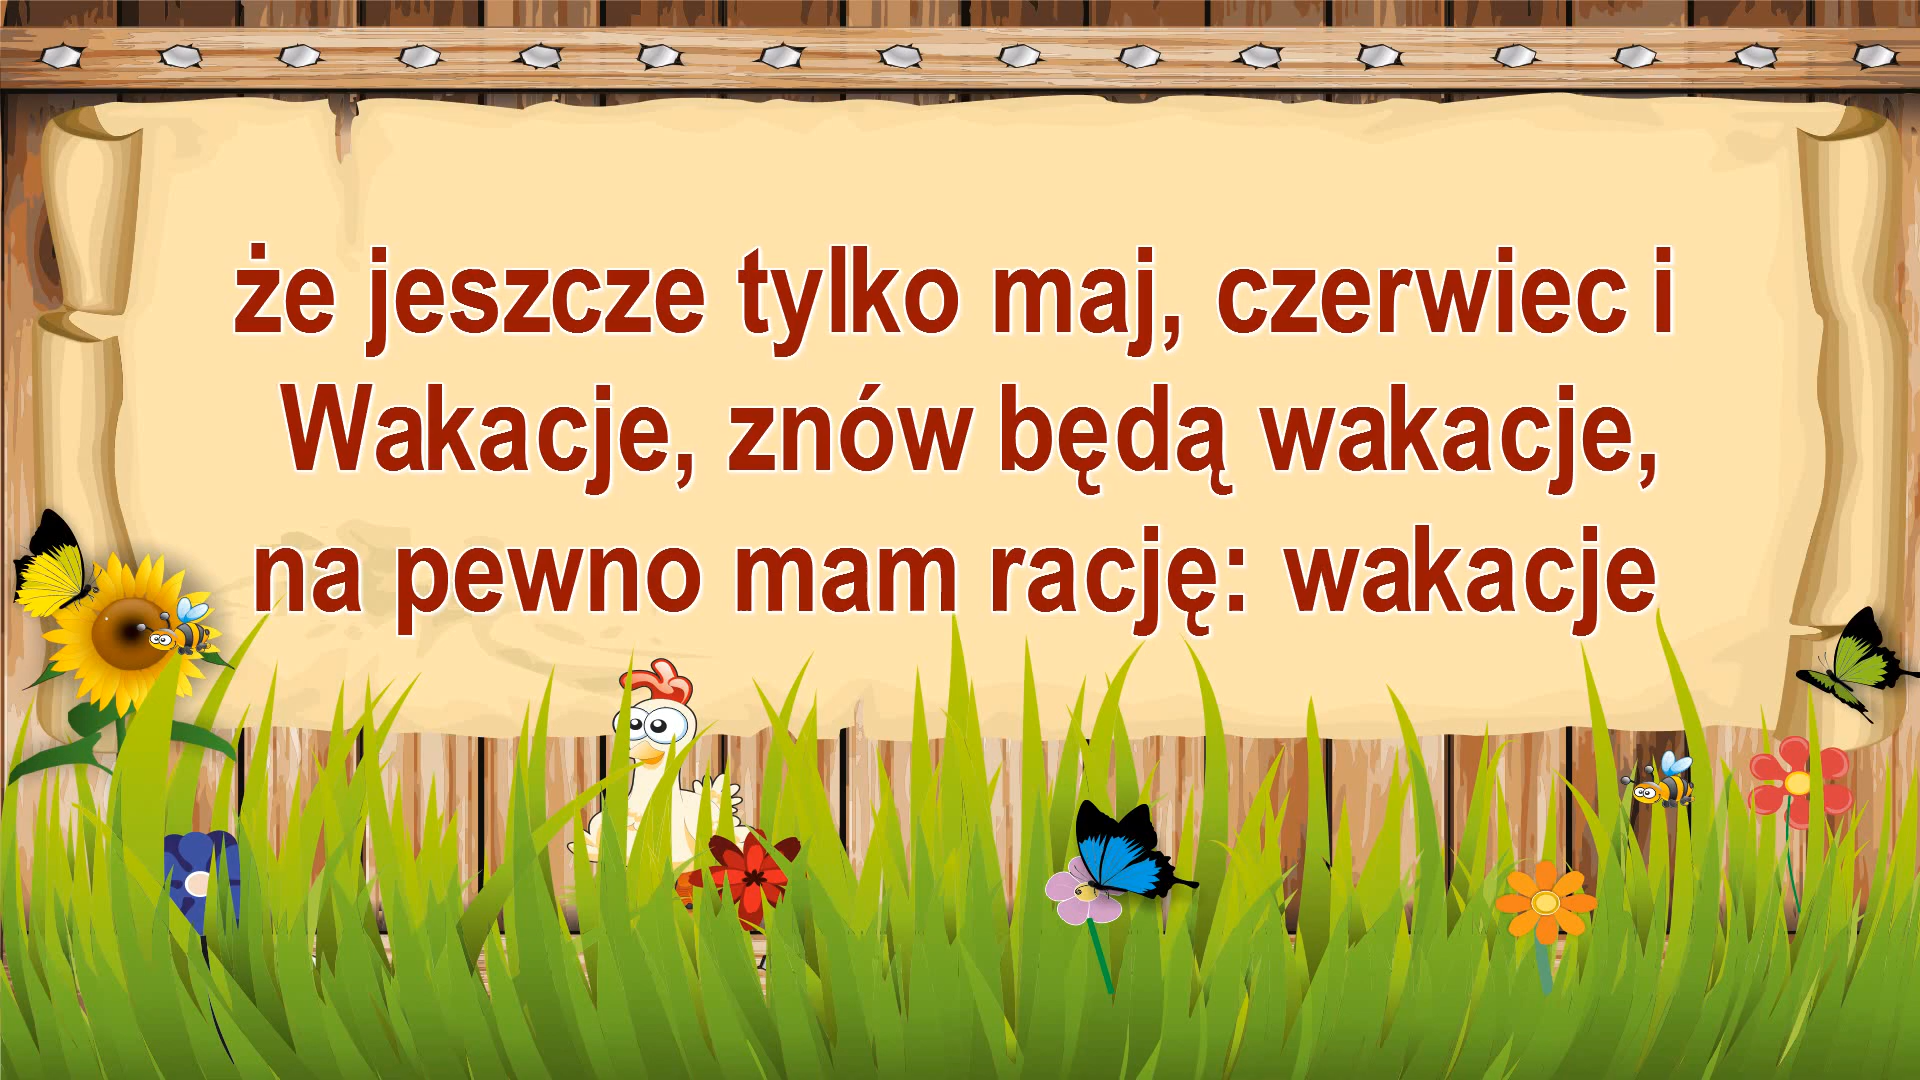 że jeszcze tylko maj, czerwiec i
Wakacje, znów będą wakacje,
na pewno mam rację: wakacje